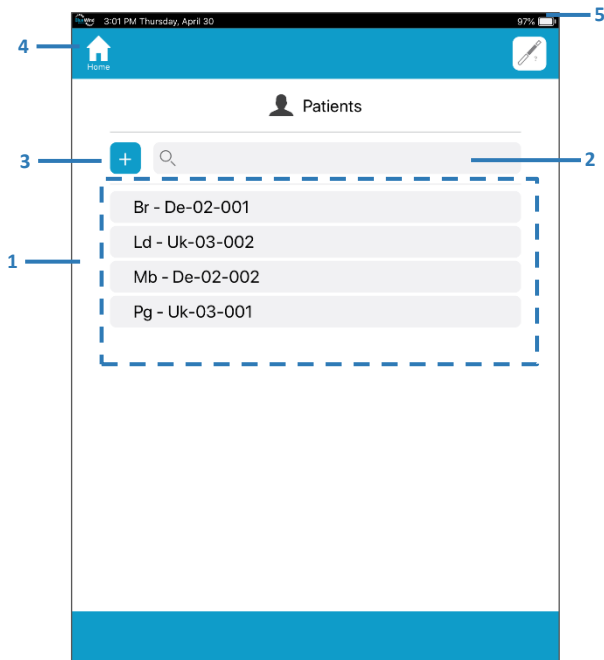 3:01 PM Thursday, April 30 97%
5
4
Home
?
Patients
3
+
2
Br - De-02-001
Ld - Uk-03-002
1
Mb - De-02-002
Pg - Uk-03-001